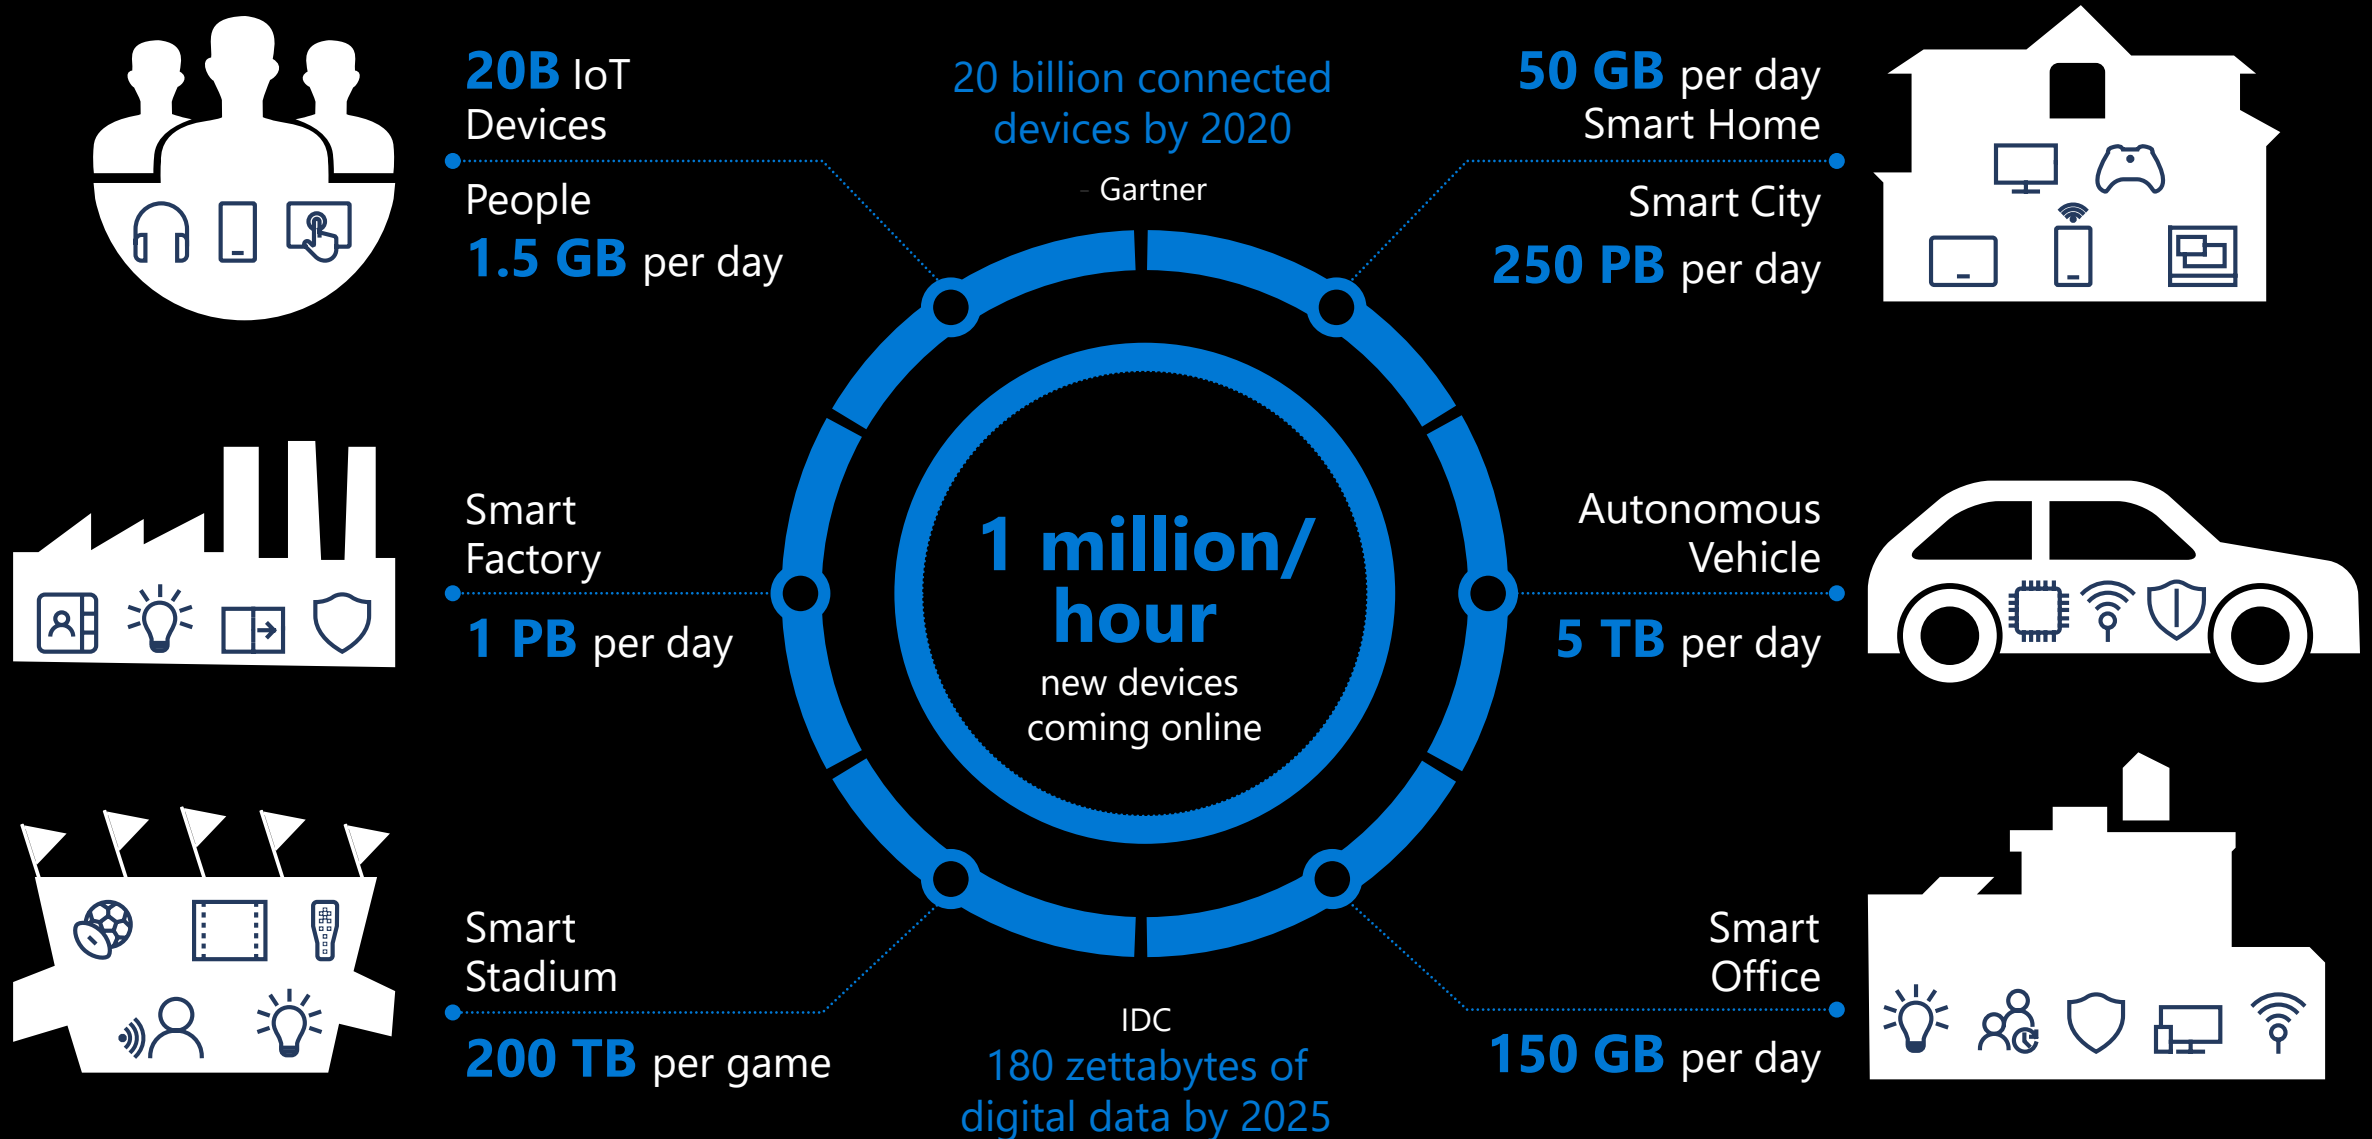 20B IoT
Devices
People
1.5 GB per day
20 billion connected
devices by 2020
- Gartner
50 GB per day
Smart Home
Smart City
250 PB per day
Smart
Factory
1 PB per day
1 million/
hour
new devices
coming online
Autonomous
Vehicle
5 TB per day
Smart
Stadium
200 TB per game
IDC
180 zettabytes of
digital data by 2025
Smart
Office
150 GB per day